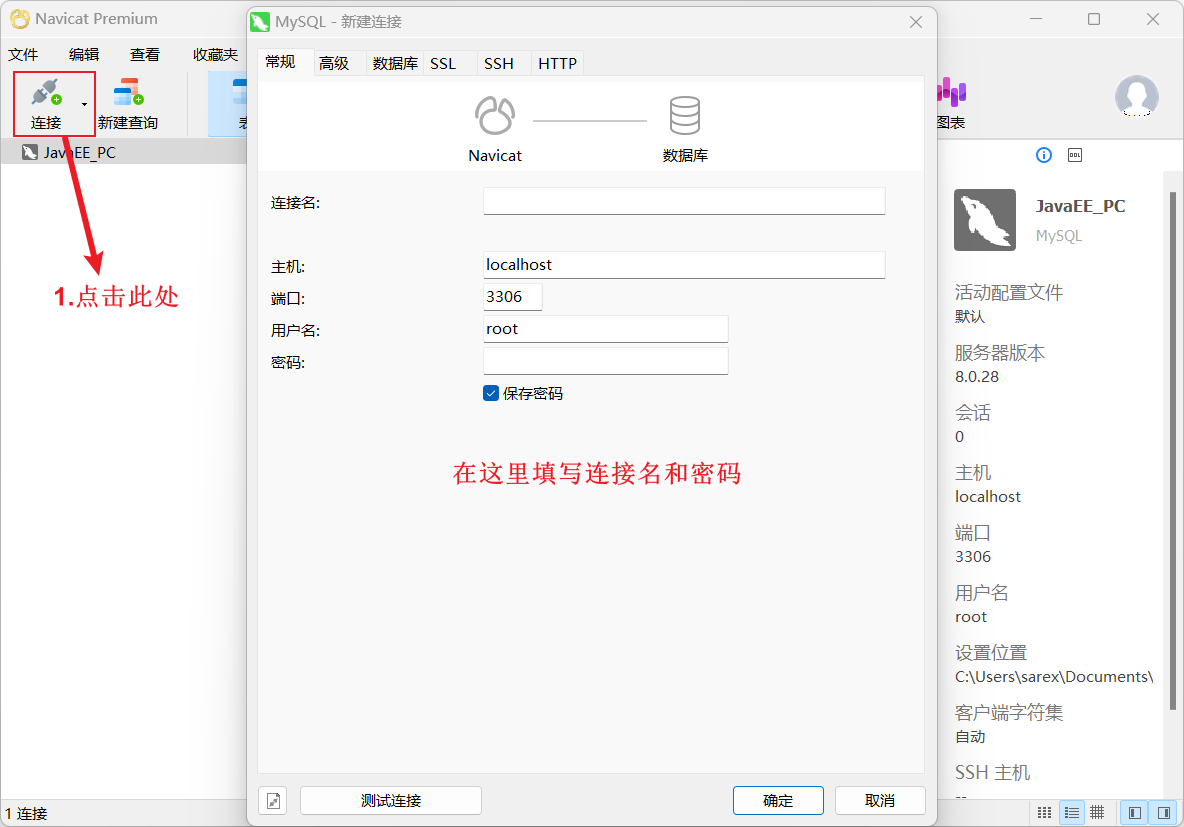 Navicat Premium
文件 编辑 查看 收藏夹
连接 新建查询
JavaEE_PC
1.点击此处
1 连接
MySQL - 新建连接
常规 高级 数据库 SSL SSH HTTP
Navicat 数据库
连接名:
主机: localhost
端口: 3306
用户名: root
密码:
保存密码
在这里填写连接名和密码
测试连接 确定 取消
图表
DDL
JavaEE_PC
MySQL
活动配置文件
默认
服务器版本
8.0.28
会话
0
主机
localhost
端口
3306
用户名
root
设置位置
C:\Users\sarex\Documents\
客户端字符集
自动
SSH 主机
--